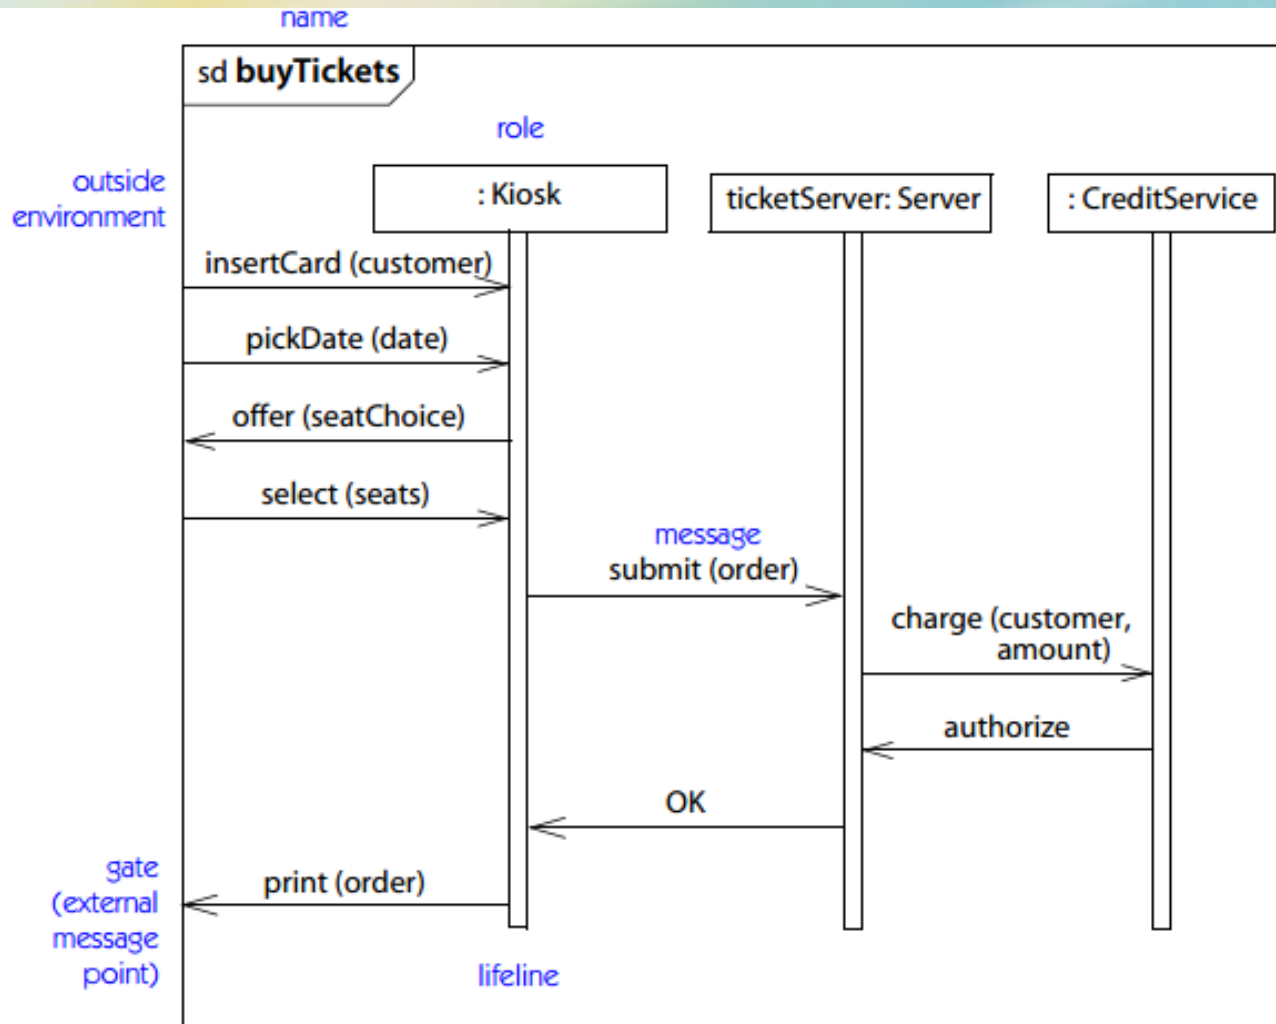 name
sd buyTickets
role
outside
environment
: Kiosk
ticketServer: Server
: CreditService
insertCard (customer)
pickDate (date)
offer (seatChoice)
select (seats)
message
submit (order)
charge (customer,
amount)
authorize
OK
gate
(external
message
point)
print (order)
lifeline